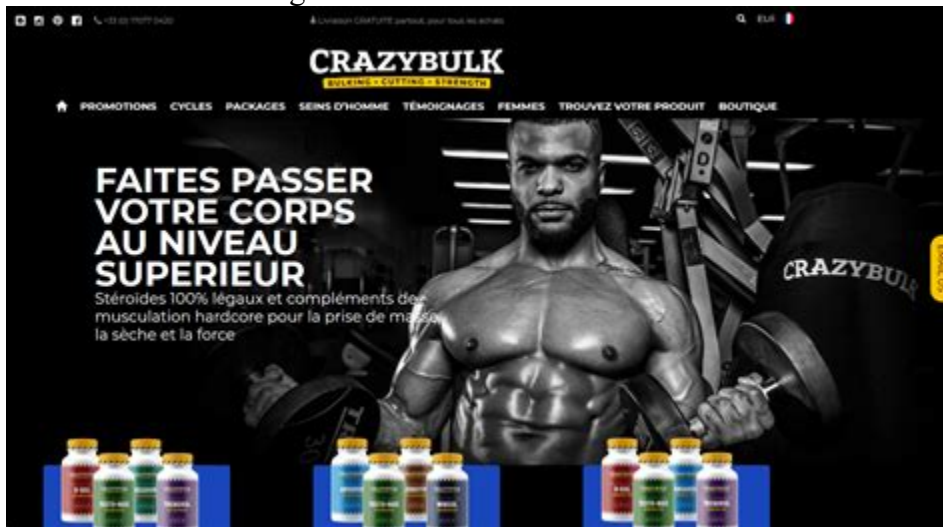 Livraison GRATUITE partout, pour tous les achats
EUR
CRAZYBULK
BULKING - CUTTING - STRENGTH
PROMOTIONS CYCLES PACKAGES SEINS D'HOMME TÉMOIGNAGES FEMMES TROUVEZ VOTRE PRODUIT BOUTIQUE
FAITES PASSER
VOTRE CORPS
AU NIVEAU
SUPERIEUR
Stéroïdes 100% légaux et compléments de
musculation hardcore pour la prise de masse,
la sèche et la force
CRAZYBULK